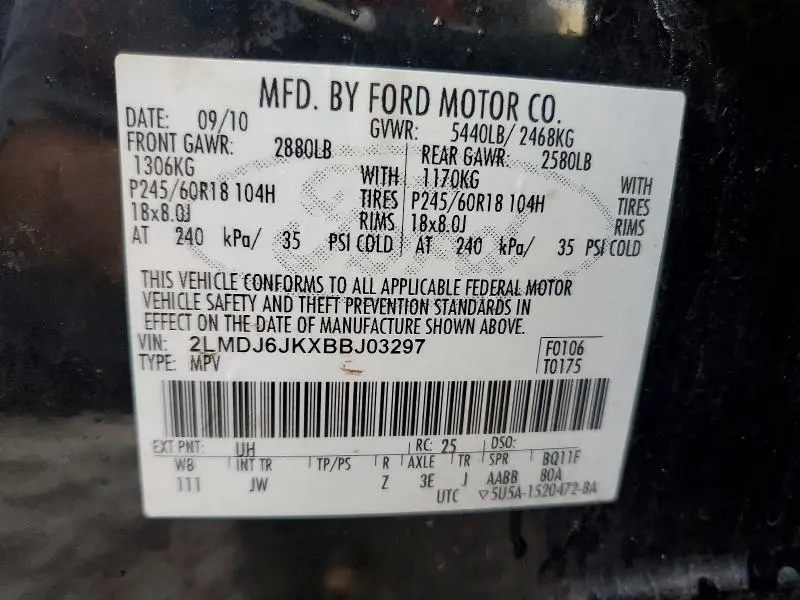 MFD. BY FORD MOTOR CO.
DATE: 09/10 GVWR: 5440LB/ 2468KG
FRONT GAWR: 2880LB REAR GAWR: 2580LB
1306KG WITH 1170KG WITH
P245/60R18 104H TIRES P245/60R18 104H TIRES
18x8.0J RIMS 18x8.0J RIMS
AT 240 kPa/ 35 PSI COLD AT 240 kPa/ 35 PSI COLD
THIS VEHICLE CONFORMS TO ALL APPLICABLE FEDERAL MOTOR
VEHICLE SAFETY AND THEFT PREVENTION STANDARDS IN
EFFECT ON THE DATE OF MANUFACTURE SHOWN ABOVE.
VIN: 2LMDJ6JKXBBJ03297 F0106
TYPE: MPV T0175
EXT PNT: UH RC: 25 DSO:
WB INT TR TP/PS R AXLE TR SPR BQ11F
111 JW Z 3E J AABB 80A
UTC ▽5U5A-1520472-BA